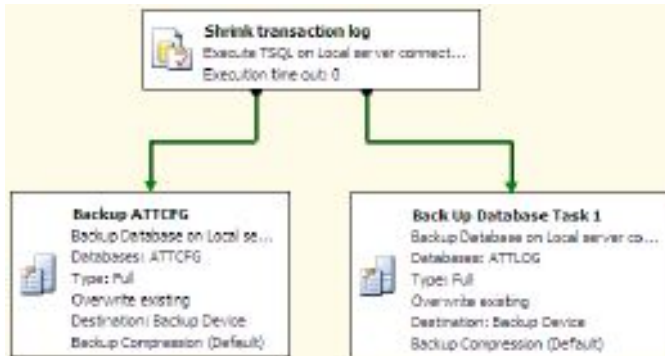 Shrink transaction log
Execute TSQL on Local server connect...
Execution time out: 0
Backup ATTCFG
Backup Database on Local se...
Databases: ATTCFG
Type: Full
Overwrite existing
Destination: Backup Device
Backup Compression (Default)
Back Up Database Task 1
Backup Database on Local server co...
Databases: ATTLOG
Type: Full
Overwrite existing
Destination: Backup Device
Backup Compression (Default)